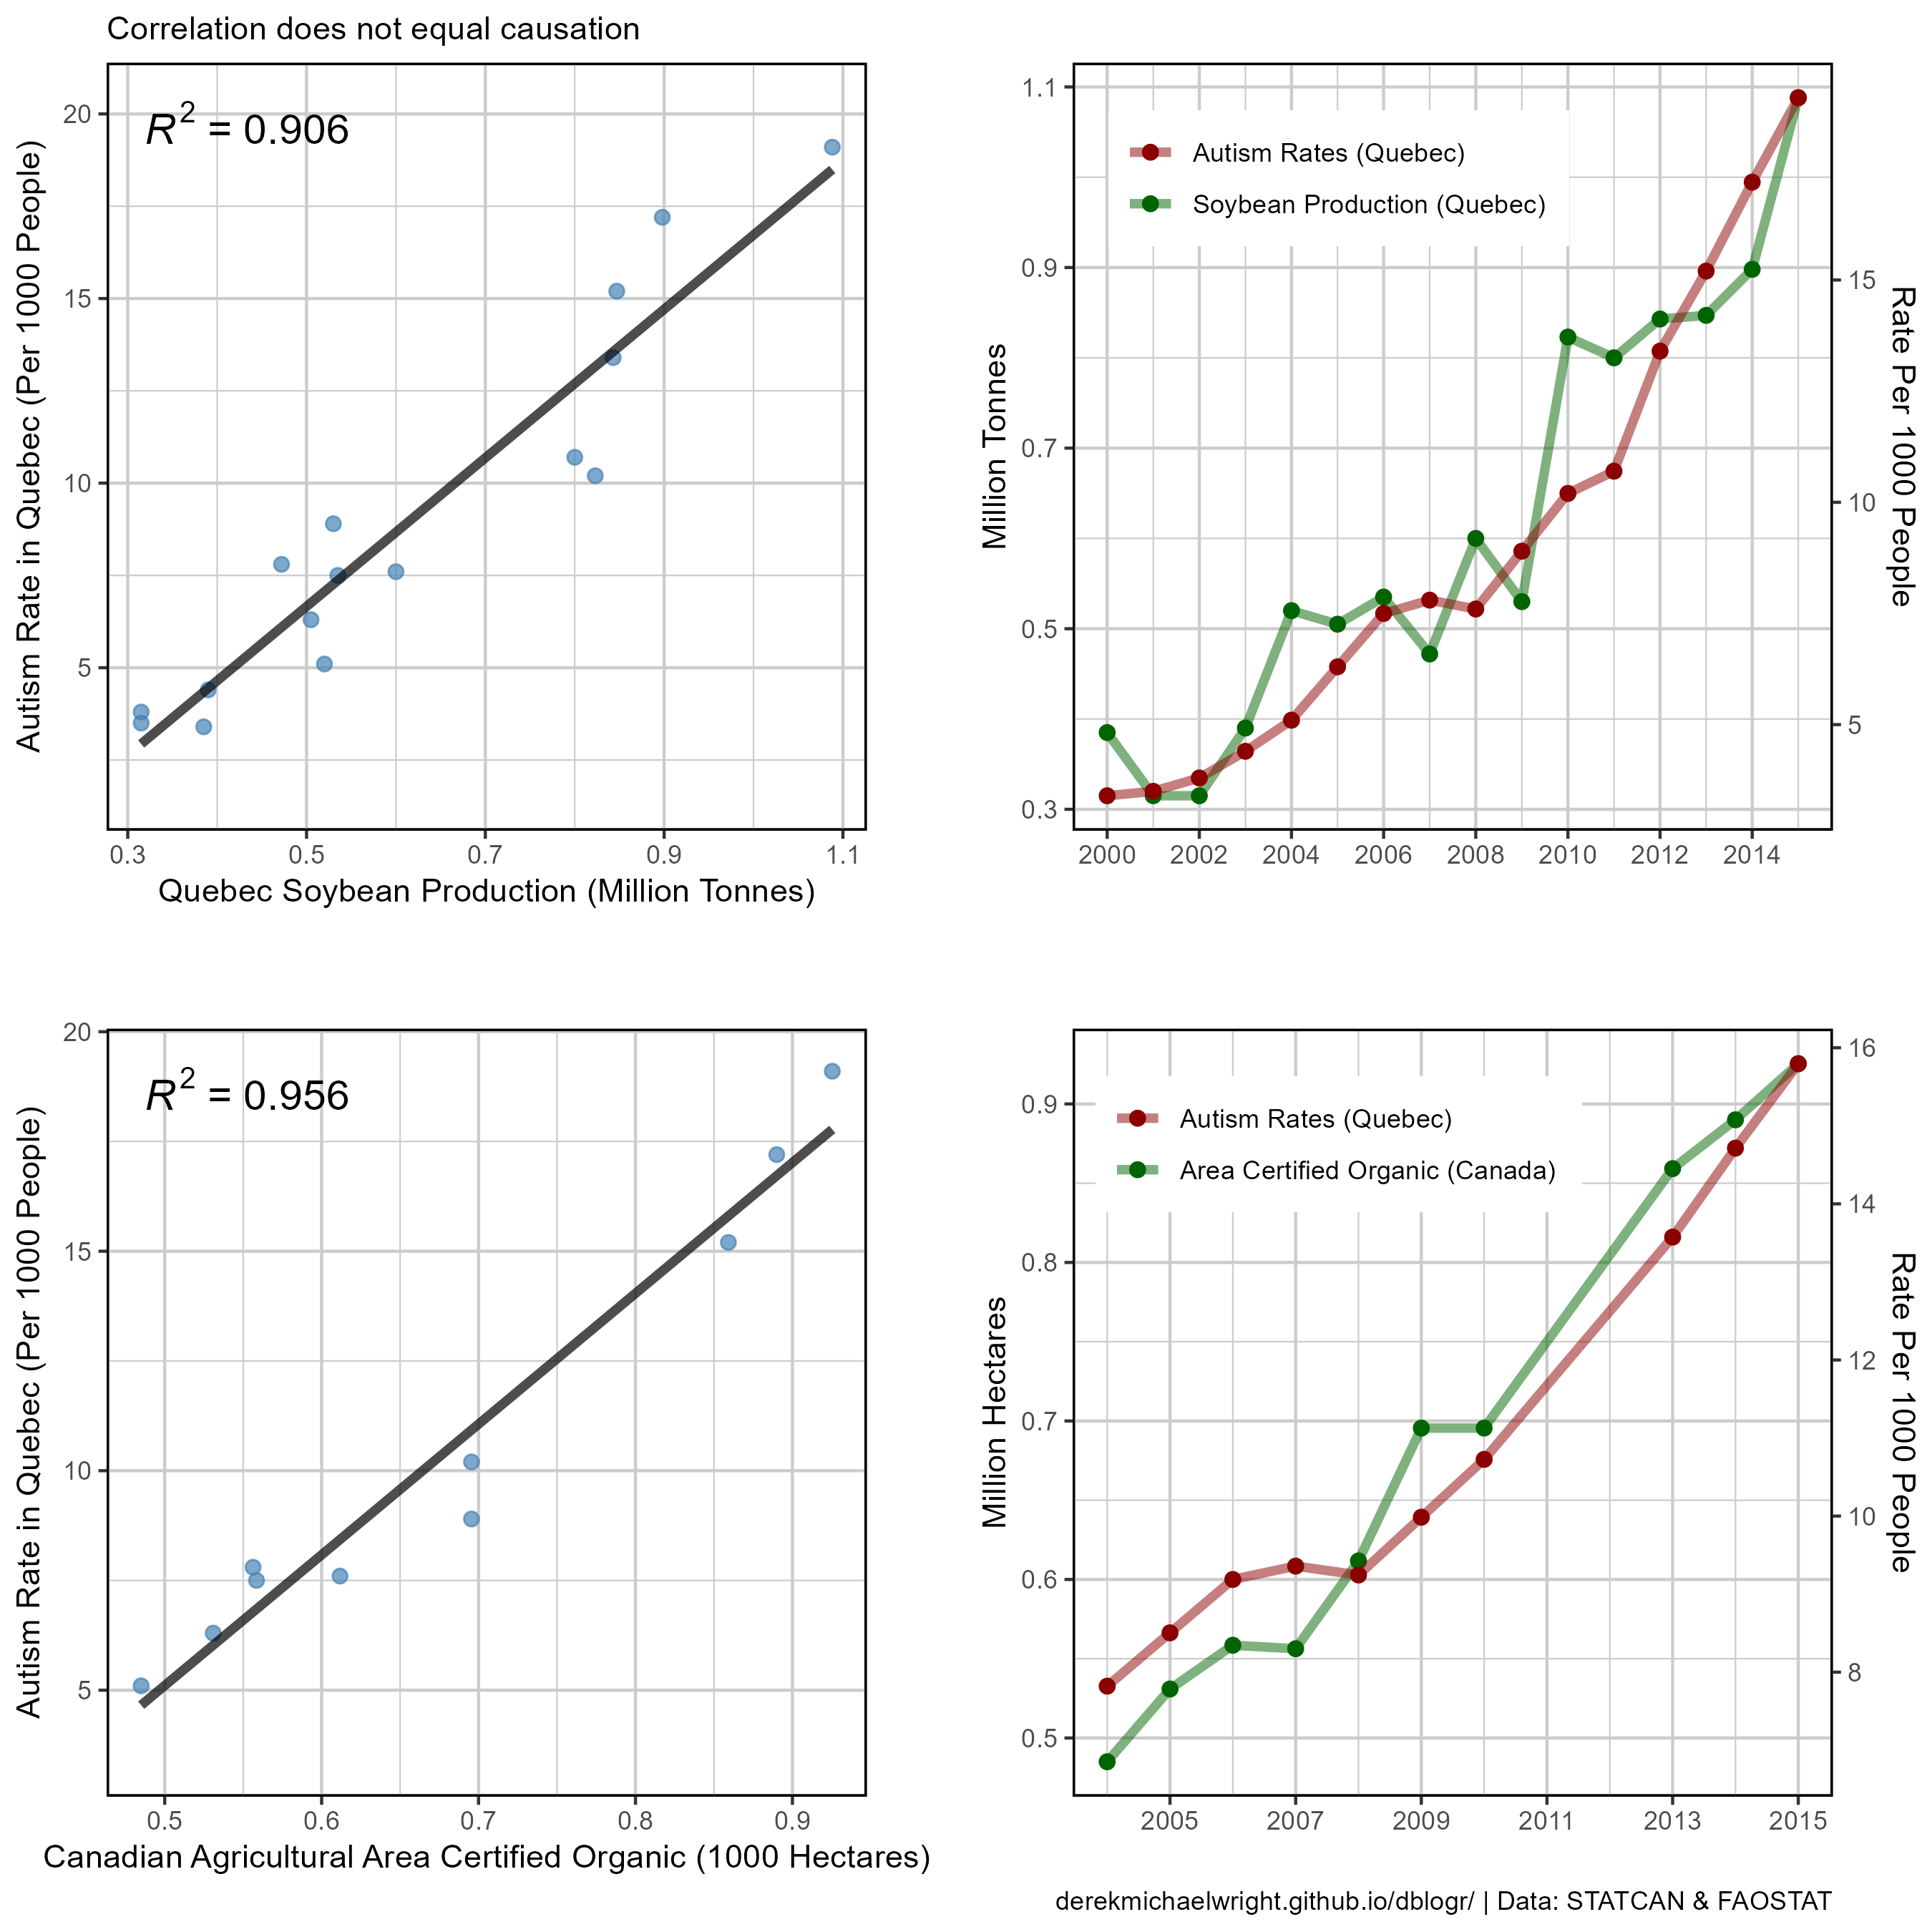 Correlation does not equal causation
Autism Rate in Quebec (Per 1000 People)
20
15
10
5
R² = 0.906
0.3 0.5 0.7 0.9 1.1
Quebec Soybean Production (Million Tonnes)
Million Tonnes
1.1
0.9
0.7
0.5
0.3
Autism Rates (Quebec)
Soybean Production (Quebec)
15
10
5
Rate Per 1000 People
2000 2002 2004 2006 2008 2010 2012 2014
Autism Rate in Quebec (Per 1000 People)
20
15
10
5
R² = 0.956
0.5 0.6 0.7 0.8 0.9
Canadian Agricultural Area Certified Organic (1000 Hectares)
Million Hectares
0.9
0.8
0.7
0.6
0.5
Autism Rates (Quebec)
Area Certified Organic (Canada)
16
14
12
10
8
Rate Per 1000 People
2005 2007 2009 2011 2013 2015
derekmichaelwright.github.io/dblogr/ | Data: STATCAN & FAOSTAT